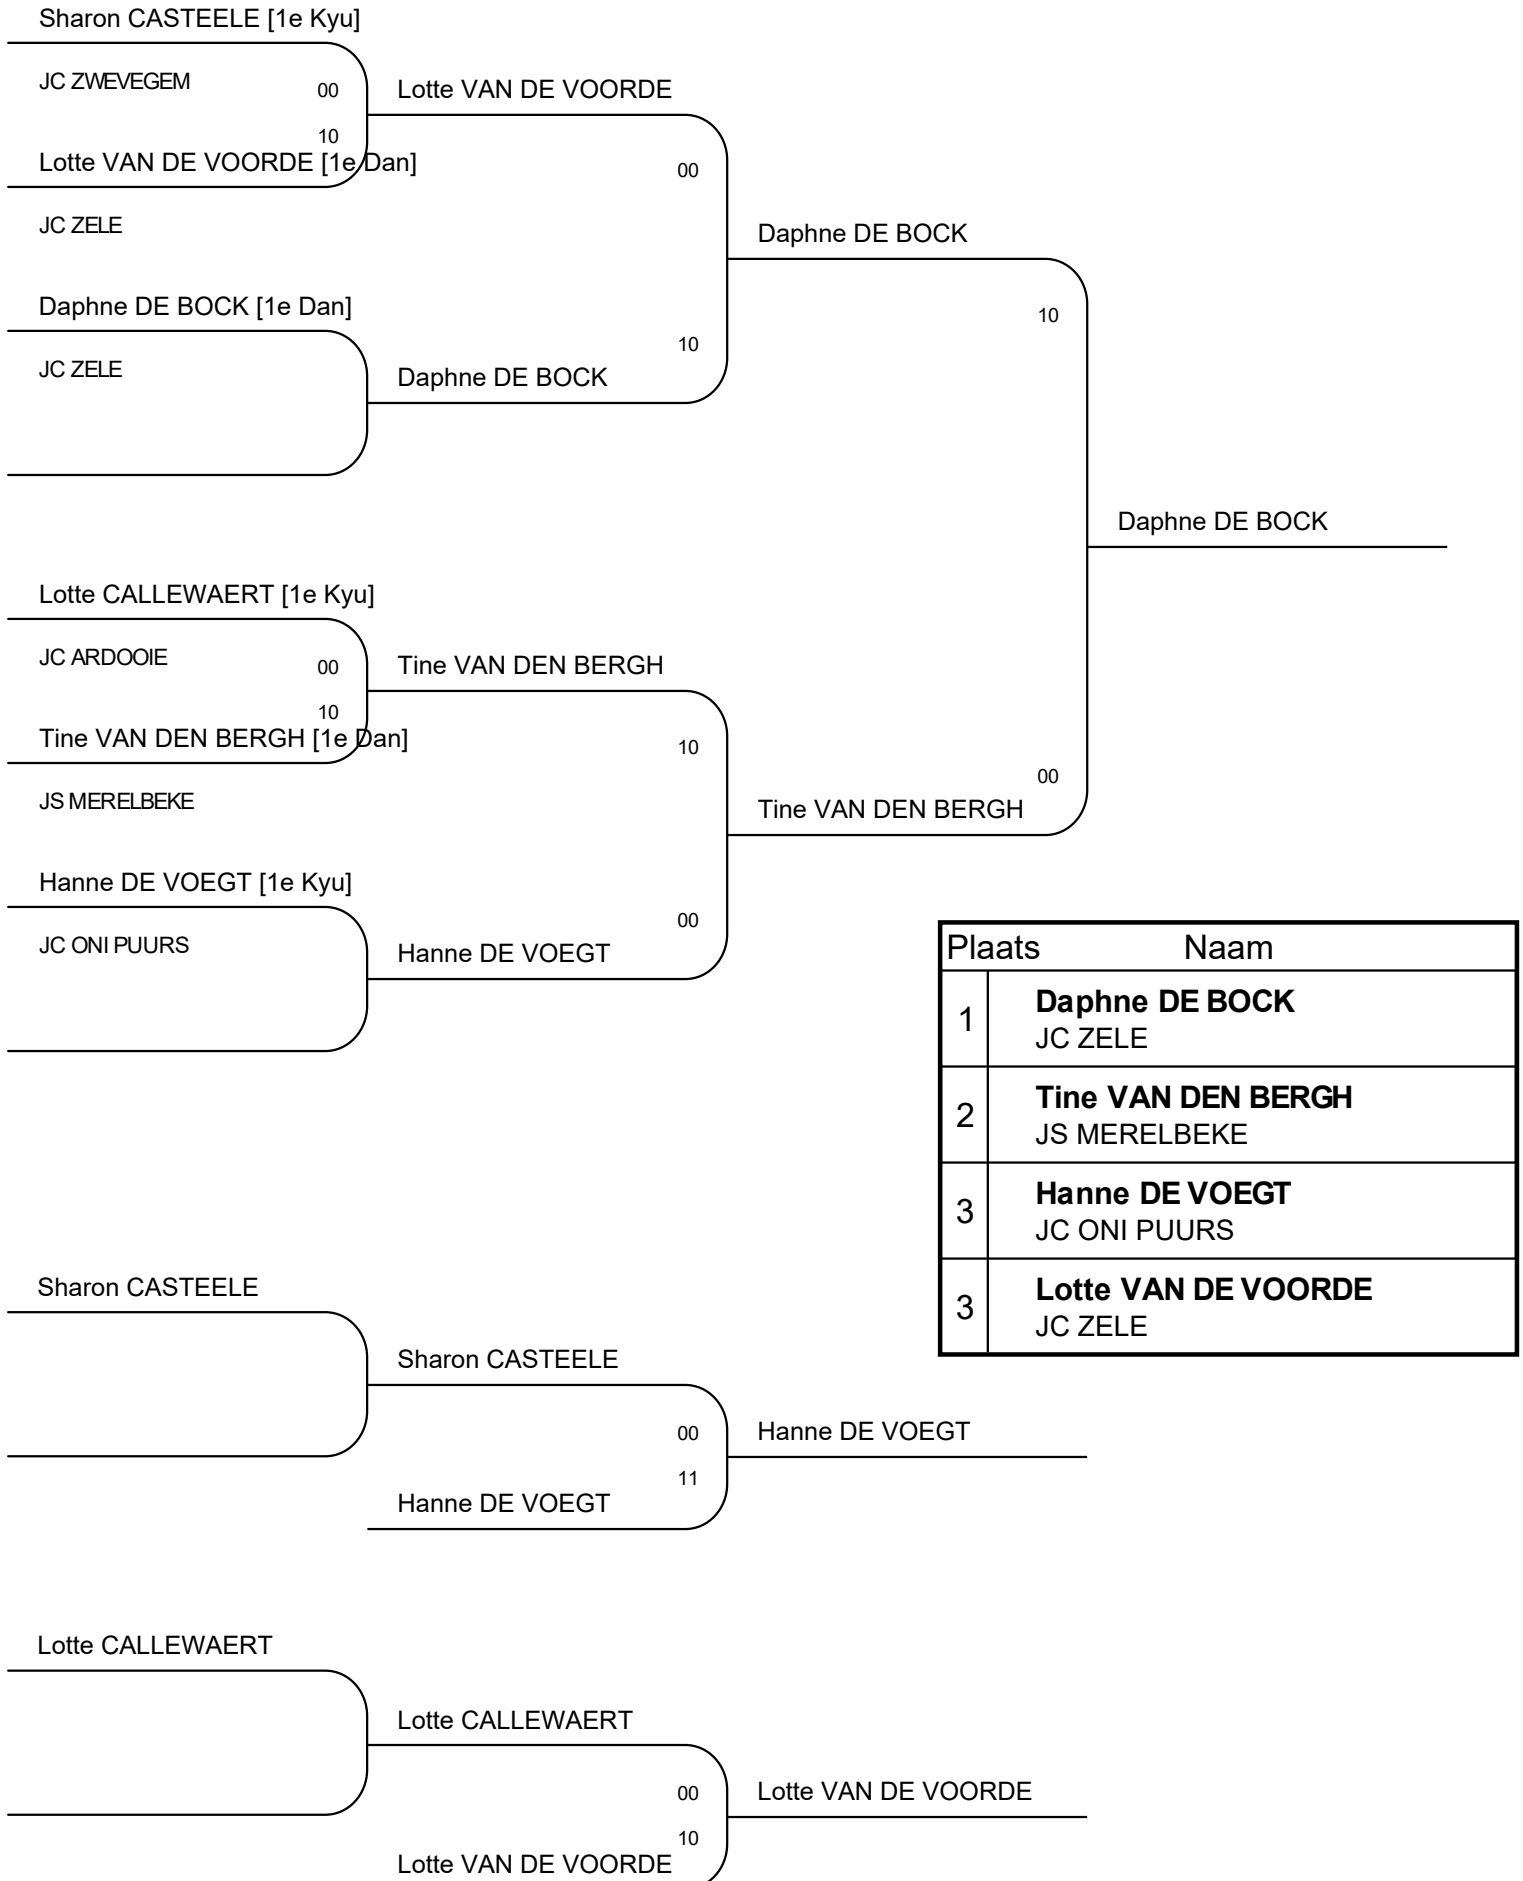 Sharon CASTEELE [1e Kyu]
JC ZWEVEGEM
00
Lotte VAN DE VOORDE
10
Lotte VAN DE VOORDE [1e Dan]
00
JC ZELE
Daphne DE BOCK
Daphne DE BOCK [1e Dan]
10
10
JC ZELE
Daphne DE BOCK
Daphne DE BOCK
Lotte CALLEWAERT [1e Kyu]
JC ARDOOIE
00
Tine VAN DEN BERGH
10
Tine VAN DEN BERGH [1e Dan]
10
00
JS MERELBEKE
Tine VAN DEN BERGH
Hanne DE VOEGT [1e Kyu]
00
JC ONI PUURS
Hanne DE VOEGT
Plaats Naam
1 Daphne DE BOCK
JC ZELE
2 Tine VAN DEN BERGH
JS MERELBEKE
3 Hanne DE VOEGT
JC ONI PUURS
3 Lotte VAN DE VOORDE
JC ZELE
Sharon CASTEELE
Sharon CASTEELE
00
Hanne DE VOEGT
11
Hanne DE VOEGT
Lotte CALLEWAERT
Lotte CALLEWAERT
00
Lotte VAN DE VOORDE
10
Lotte VAN DE VOORDE